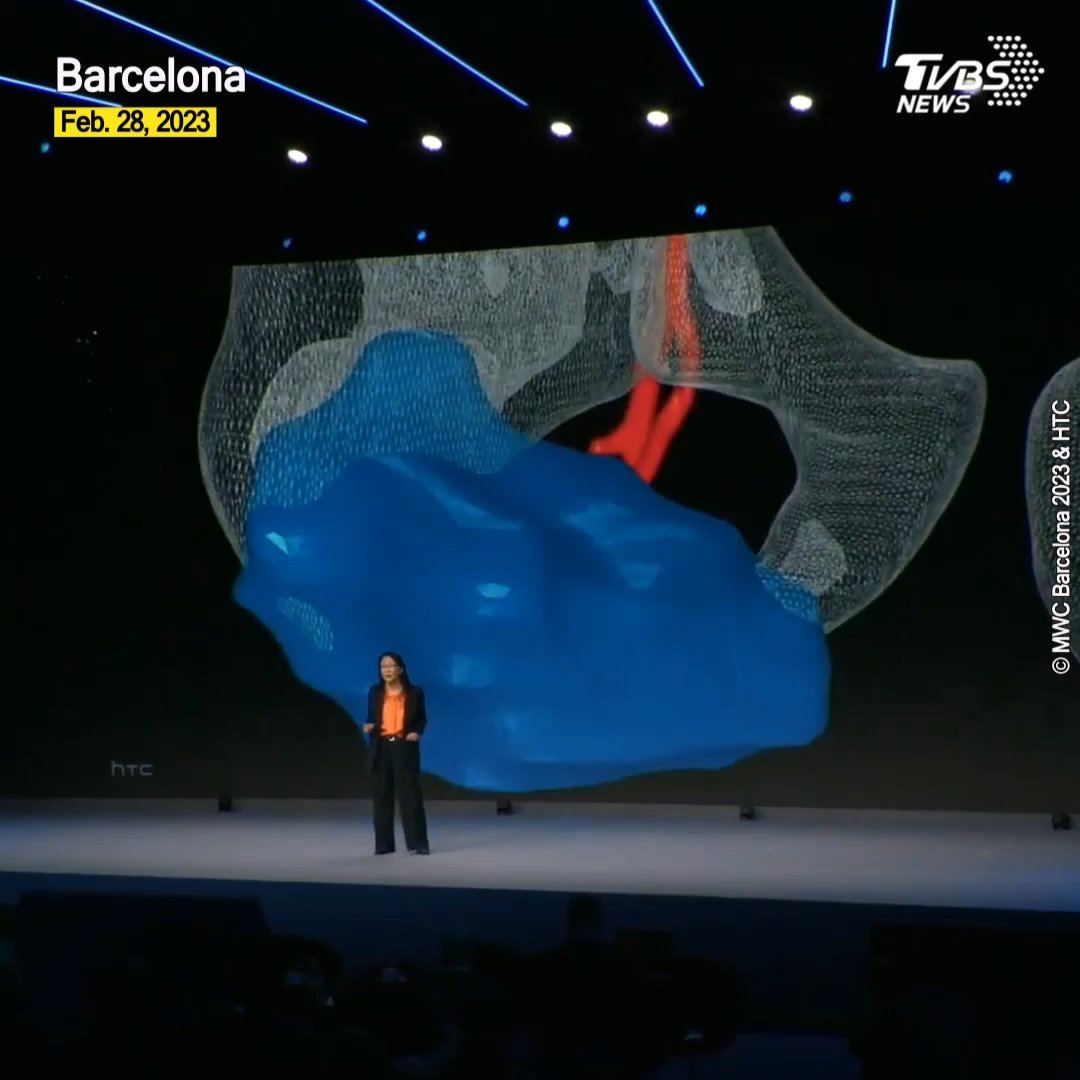 Barcelona
Feb. 28, 2023
TVBS
NEWS
© MWC Barcelona 2023 & HTC
hTC